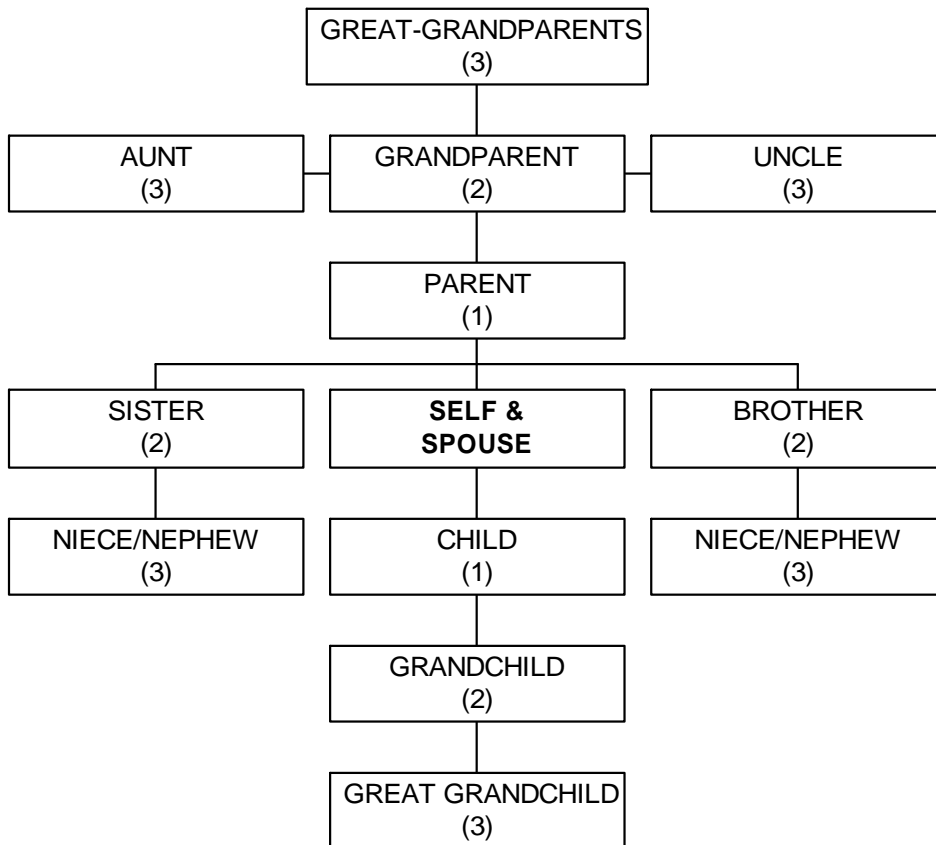 GREAT-GRANDPARENTS
(3)
AUNT
(3)
GRANDPARENT
(2)
UNCLE
(3)
PARENT
(1)
SISTER
(2)
SELF &
SPOUSE
BROTHER
(2)
NIECE/NEPHEW
(3)
CHILD
(1)
NIECE/NEPHEW
(3)
GRANDCHILD
(2)
GREAT GRANDCHILD
(3)